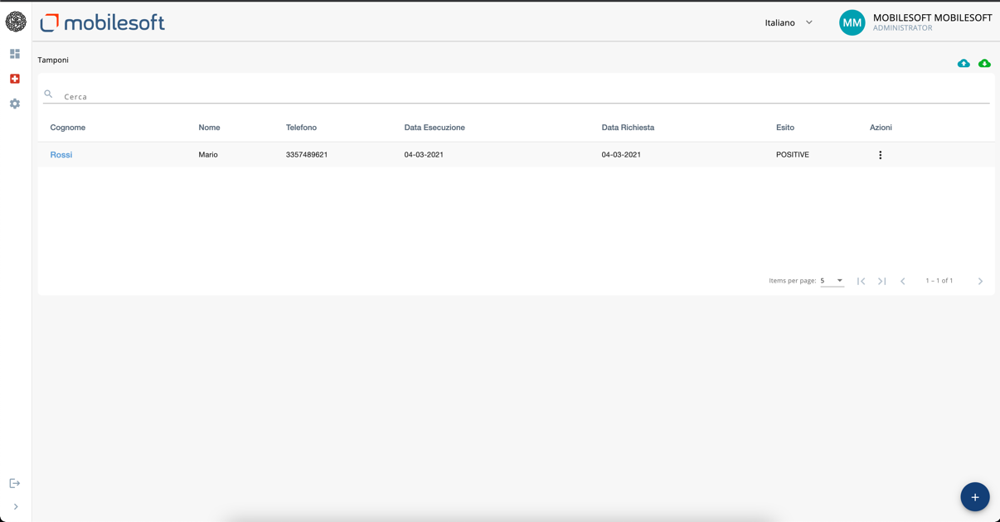 mobilesoft
Italiano
MM
MOBILESOFT MOBILESOFT
ADMINISTRATOR
Tamponi
Cerca
Cognome Nome Telefono Data Esecuzione Data Richiesta Esito Azioni
Rossi Mario 3357489621 04-03-2021 04-03-2021 POSITIVE
Items per page: 5 1 – 1 of 1